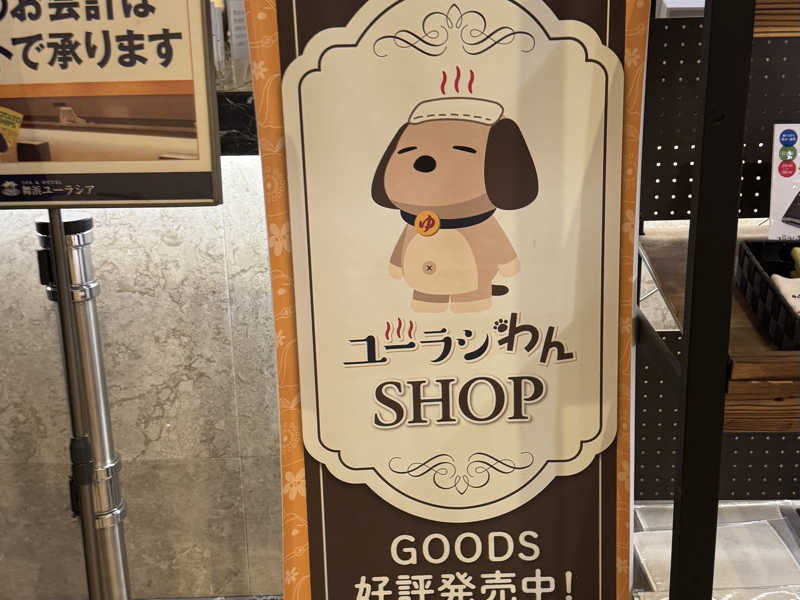 お会計は
で承ります
SPA & HOTEL
舞浜ユーラシア
ゆ
ユーラシわん
SHOP
GOODS
好評発売中!